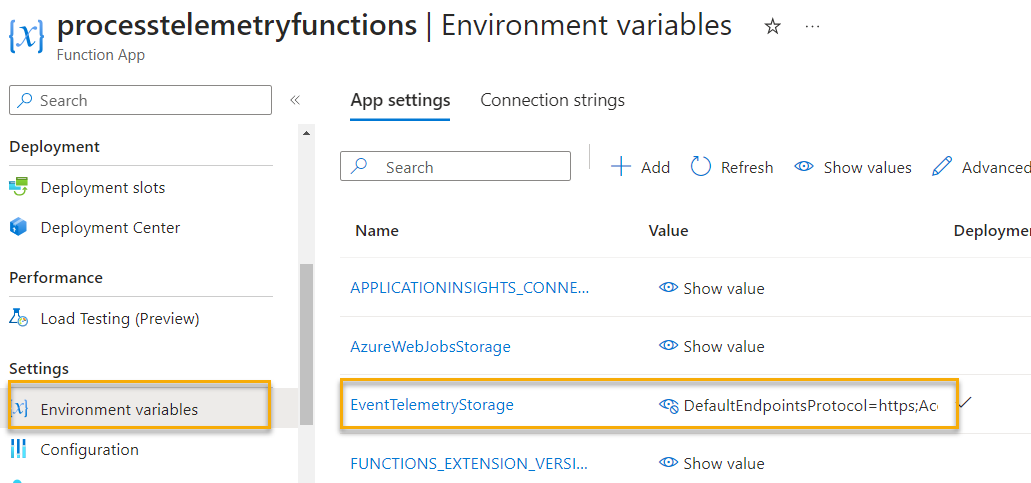 processtelemetryfunctions | Environment variables
Function App
Search
Deployment
Deployment slots
Deployment Center
Performance
Load Testing (Preview)
Settings
Environment variables
Configuration
App settings
Connection strings
Search
Add
Refresh
Show values
Advanced
Name
Value
Deployme
APPLICATIONINSIGHTS_CONNE...
Show value
AzureWebJobsStorage
Show value
EventTelemetryStorage
DefaultEndpointsProtocol=https;Acc
FUNCTIONS_EXTENSION_VERSI...
Show value